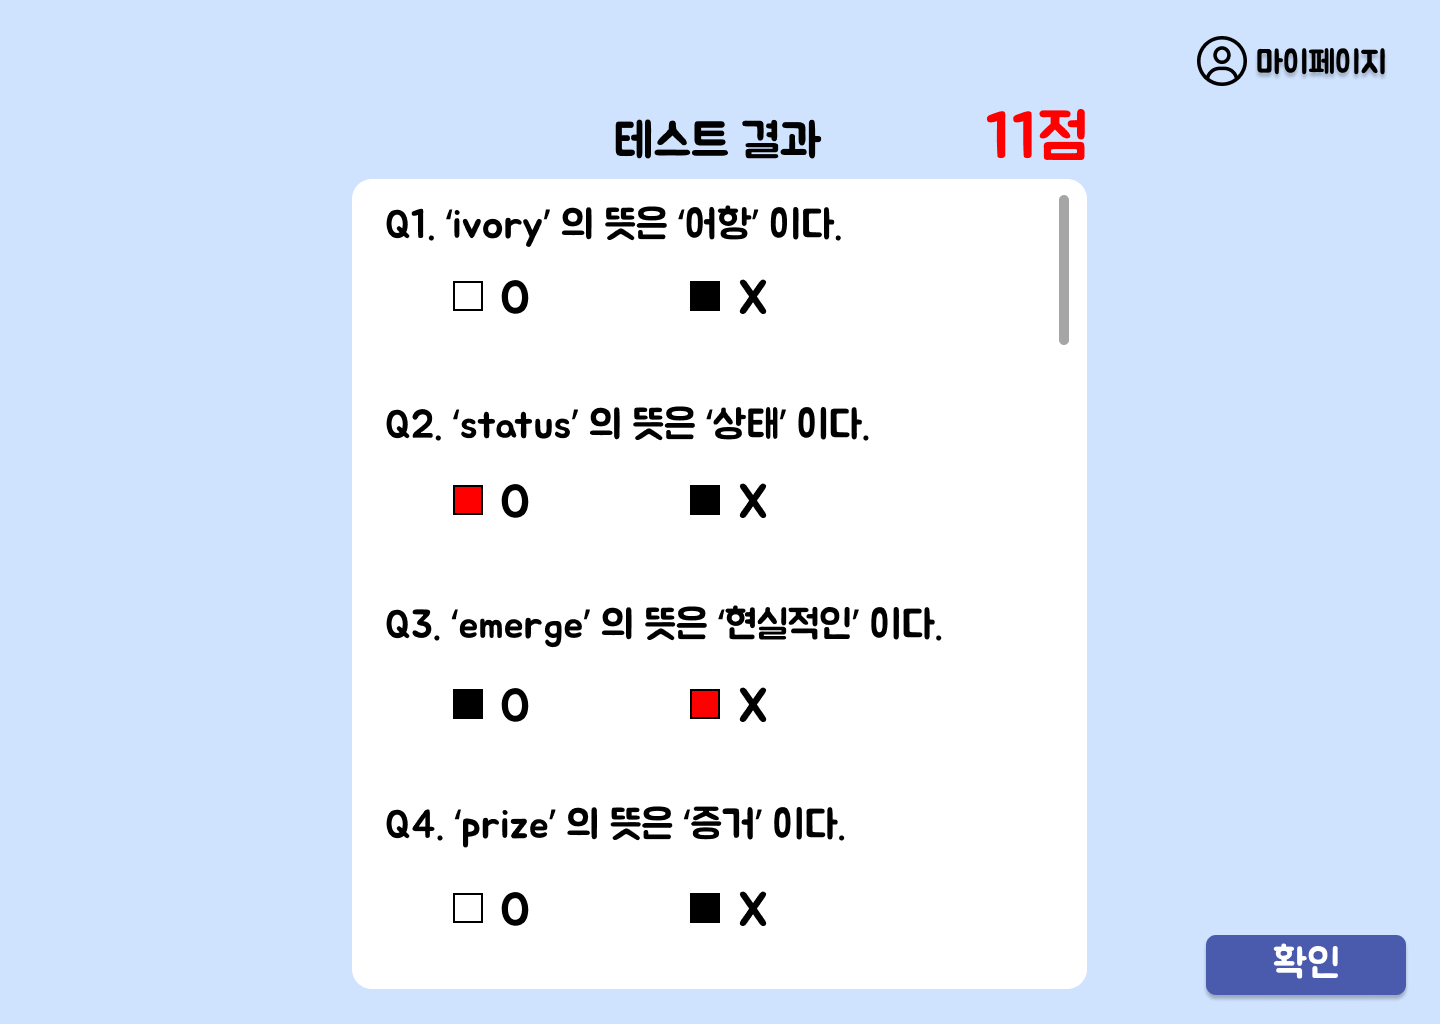 마이페이지
테스트 결과
11점
Q1. ‘ivory’ 의 뜻은 ‘어항’ 이다.
O X
Q2. ‘status’ 의 뜻은 ‘상태’ 이다.
O X
Q3. ‘emerge’ 의 뜻은 ‘현실적인’ 이다.
O X
Q4. ‘prize’ 의 뜻은 ‘증거’ 이다.
O X
확인